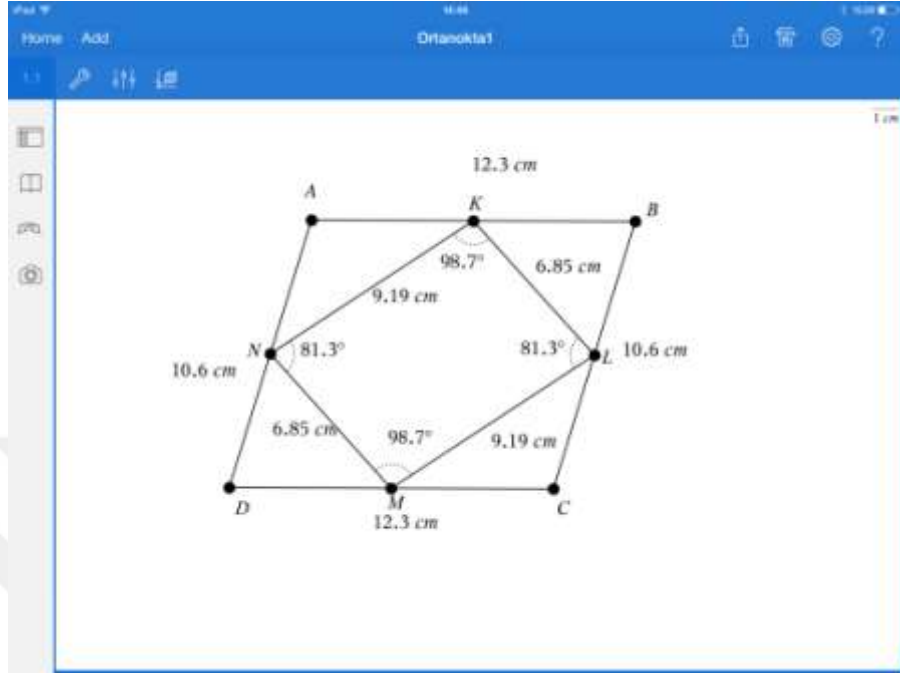 Home Add Ortanokta1 ?
1 cm
12.3 cm
A
K
B
98.7°
6.85 cm
9.19 cm
N
81.3°
81.3°
L
10.6 cm
10.6 cm
6.85 cm
98.7°
9.19 cm
D
M
C
12.3 cm